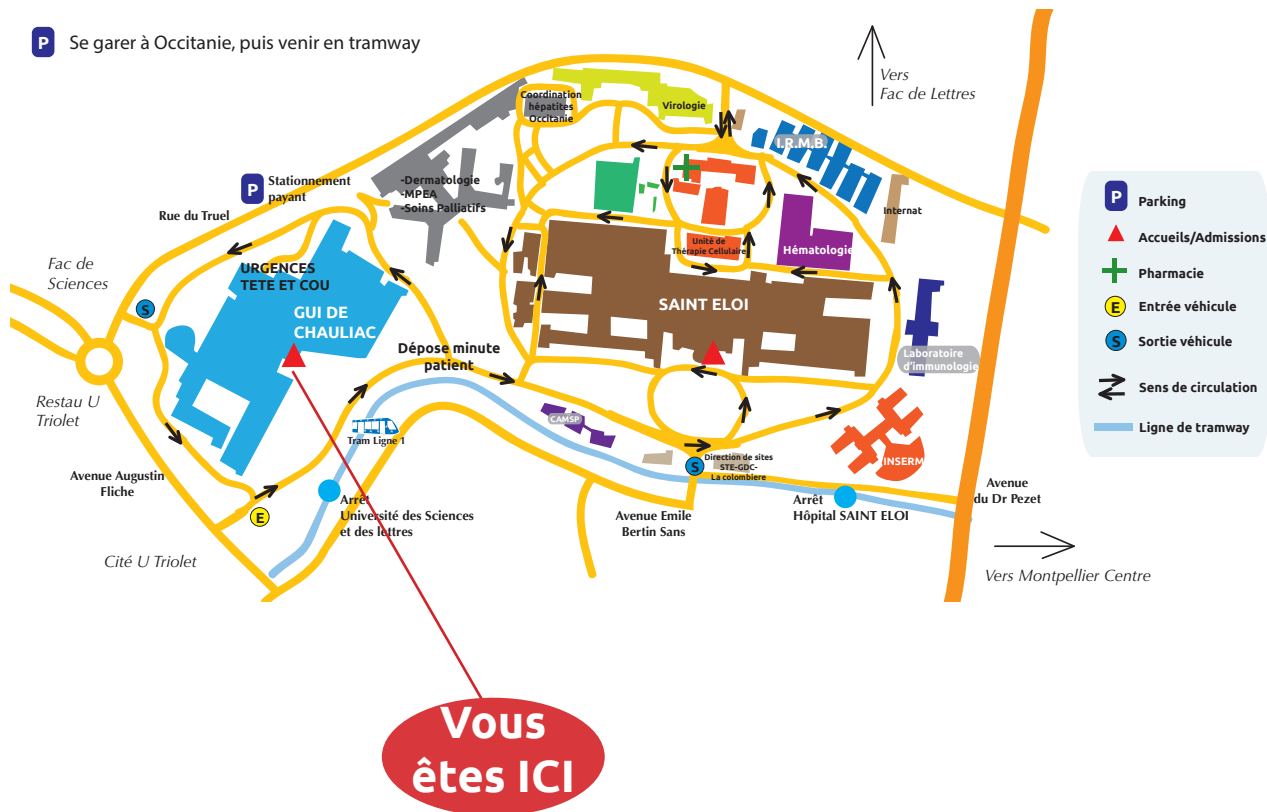 P Se garer à Occitanie, puis venir en tramway
Vers
Fac de Lettres
Coordination
hépatites
Occitanie
Virologie
I.R.M.B.
P Stationnement
payant
-Dermatologie
-MPEA
-Soins Palliatifs
Internat
Rue du Truel
Unité de
Thérapie Cellulaire
Hématologie
Fac de
Sciences
URGENCES
TETE ET COU
S
GUI DE
CHAULIAC
SAINT ELOI
Dépose minute
patient
Laboratoire
d'immunologie
Restau U
Triolet
CAMSP
Tram Ligne 1
Direction de sites
STE-GDC-
La colombiere
S
INSERM
Avenue Augustin
Fliche
E
Arrêt
Université des Sciences
et des lettres
Avenue Emile
Bertin Sans
Arrêt
Hôpital SAINT ELOI
Avenue
du Dr Pezet
Cité U Triolet
Vers Montpellier Centre
P Parking
Accueils/Admissions
Pharmacie
E Entrée véhicule
S Sortie véhicule
Sens de circulation
Ligne de tramway
Vous
êtes ICI